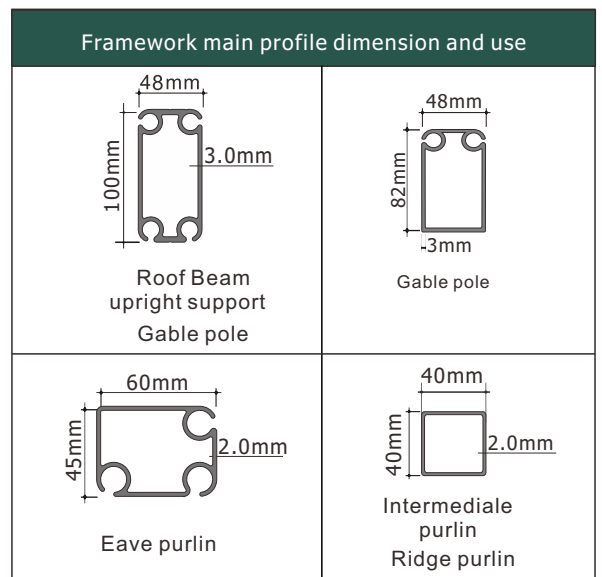 Framework main profile dimension and use
48mm
100mm
3.0mm
Roof Beam
upright support
Gable pole
48mm
82mm
3mm
Gable pole
60mm
45mm
2.0mm
Eave purlin
40mm
40mm
2.0mm
Intermediale
purlin
Ridge purlin